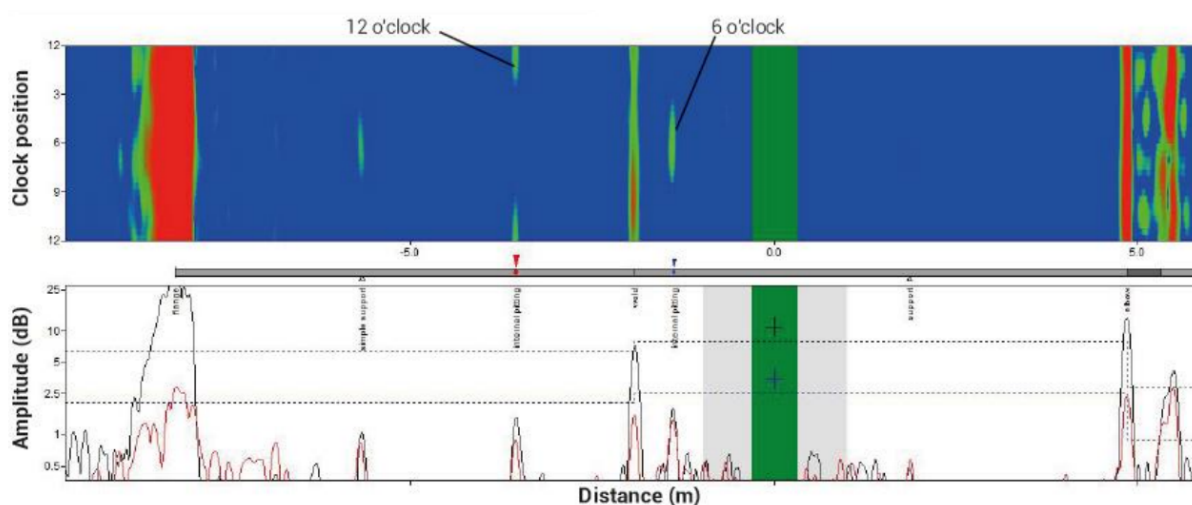 12 o'clock
6 o'clock
Clock position
12
3
6
9
12
-5.0
0.0
5.0
Amplitude (dB)
25
10
5
2.5
1
0.5
flange
simple support
internal pitting
weld
internal pitting
support
elbow
Distance (m)